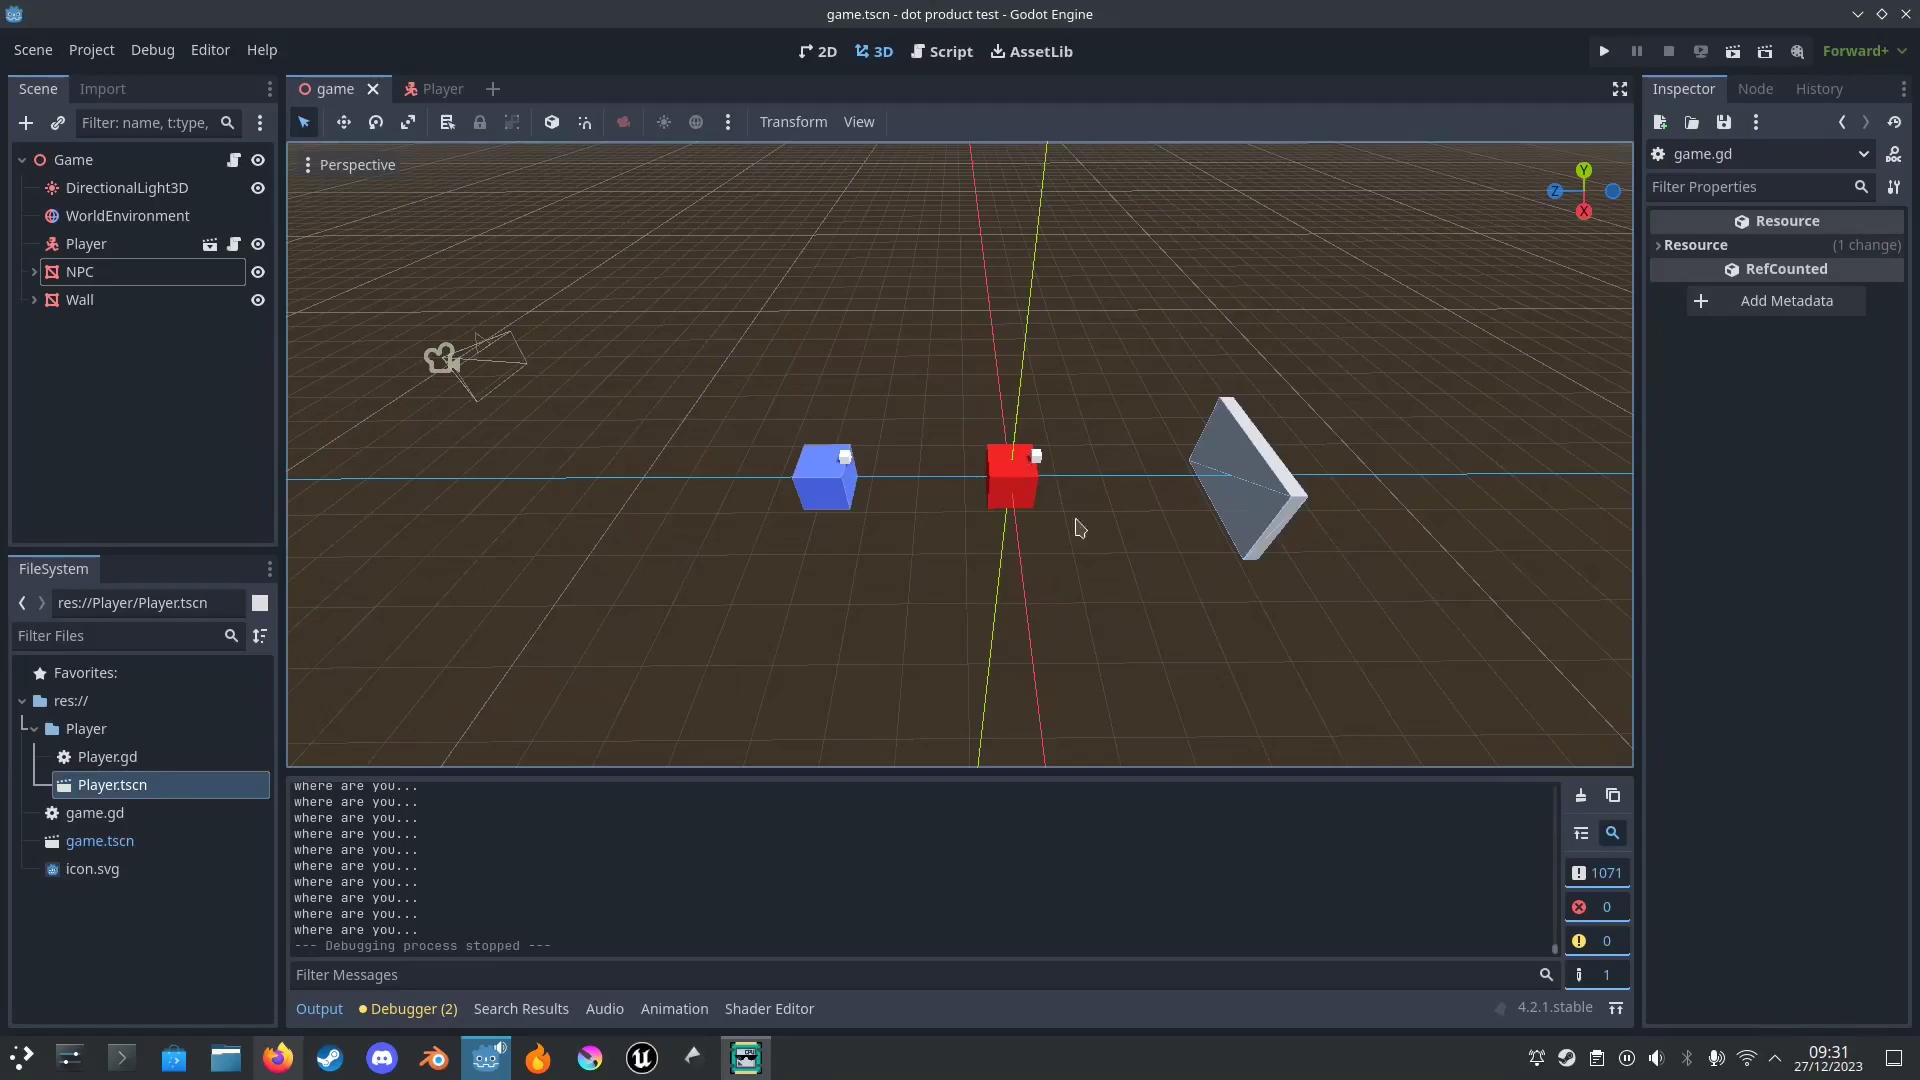 game.tscn - dot product test - Godot Engine
Scene Project Debug Editor Help
2D 3D Script AssetLib
Forward+
Scene Import
game Player
Inspector Node History
Filter: name, t:type,
Transform View
Game
DirectionalLight3D
WorldEnvironment
Player
NPC
Wall
Perspective
Y
Z
X
game.gd
Filter Properties
Resource
Resource (1 change)
RefCounted
Add Metadata
FileSystem
res://Player/Player.tscn
Filter Files
Favorites:
res://
Player
Player.gd
Player.tscn
game.gd
game.tscn
icon.svg
where are you...
where are you...
where are you...
where are you...
where are you...
where are you...
where are you...
where are you...
where are you...
where are you...
--- Debugging process stopped ---
1071
0
0
1
Filter Messages
Output Debugger (2) Search Results Audio Animation Shader Editor
4.2.1.stable
09:31
27/12/2023